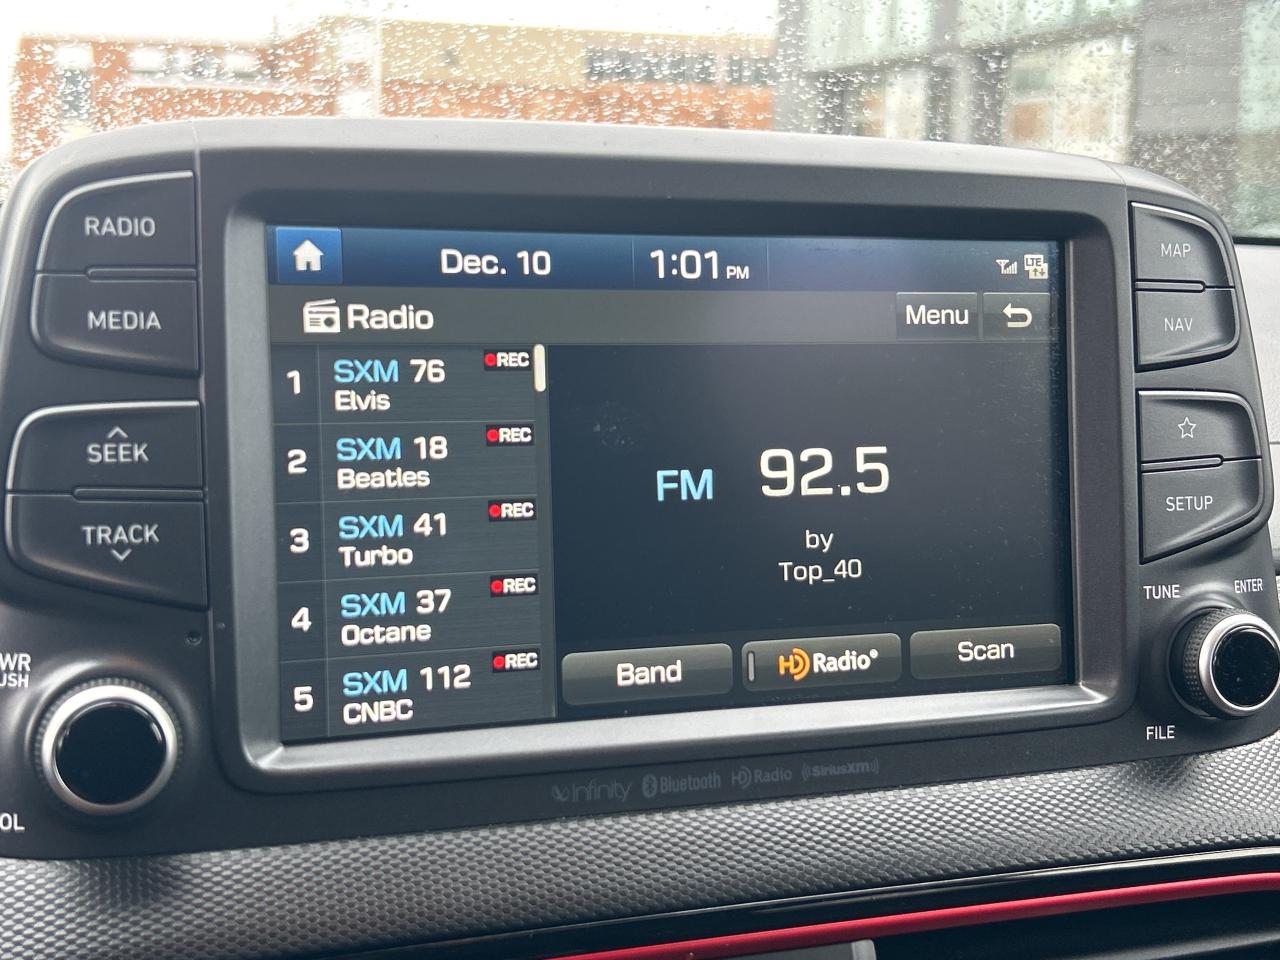 RADIO
MEDIA
SEEK
TRACK
WR
USH
OL
Dec. 10
1:01 PM
LTE
Radio
Menu
1 SXM 76 REC
Elvis
2 SXM 18 REC
Beatles
3 SXM 41 REC
Turbo
4 SXM 37 REC
Octane
5 SXM 112 REC
CNBC
FM 92.5
by
Top_40
Band
HD Radio®
Scan
MAP
NAV
SETUP
TUNE
ENTER
FILE
Infinity Bluetooth HD Radio SiriusXM